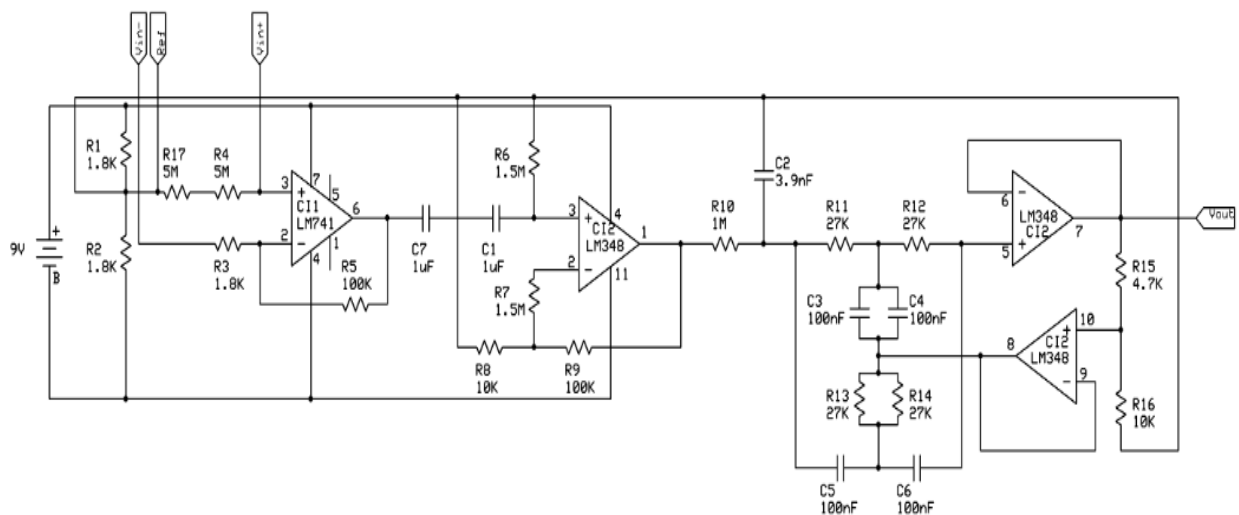 Vin-
Ref
Vin+
R1
1.8K
R17
5M
R4
5M
3
+
7
5
CI1
LM741
6
2
-
1
4
R2
1.8K
9V
+
B
R3
1.8K
R5
100K
C7
1uF
C1
1uF
R6
1.5M
3
+
4
CI2
LM348
1
2
-
11
R7
1.5M
R8
10K
R9
100K
R10
1M
C2
3.9nF
R11
27K
R12
27K
-
6
LM348
CI2
7
+
5
Vout
R15
4.7K
C3
100nF
C4
100nF
8
+
10
CI2
LM348
-
9
R13
27K
R14
27K
R16
10K
C5
100nF
C6
100nF